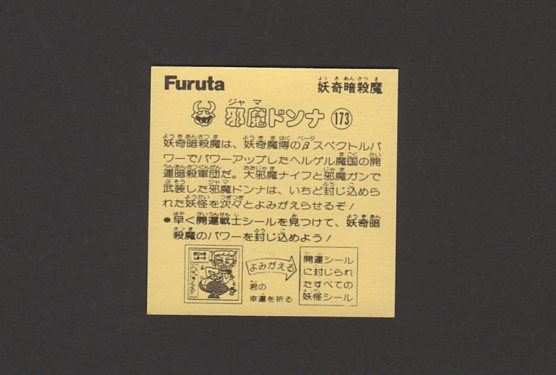 Furuta
妖奇暗殺魔
邪魔ドンナ 173
妖奇暗殺魔は、妖奇魔博のβスペクトルパ
ワーでパワーアップしたヘルゲル魔国の開
運暗殺軍団だ。大邪魔ナイフと邪魔ガンで
武装した邪魔ドンナは、いちど封じ込めら
れた妖怪を次々とよみがえらせるぞ!
●早く開運戦士シールを見つけて、妖奇暗
殺魔のパワーを封じ込めよう!
よみがえる
君の
幸運を祈る
開運シール
に封じられ
たすべての
妖怪シール